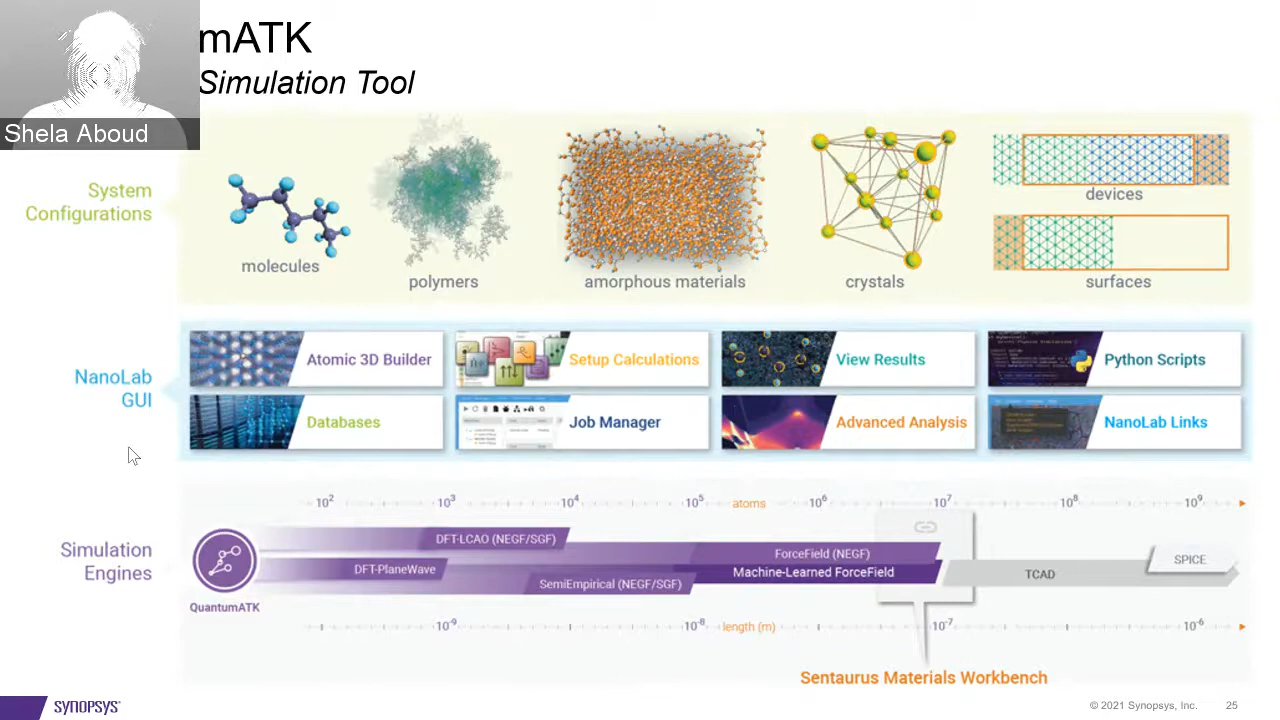 mATK
Simulation Tool
Shela Aboud
System
Configurations
molecules
polymers
amorphous materials
crystals
devices
surfaces
NanoLab
GUI
Atomic 3D Builder
Setup Calculations
View Results
Python Scripts
Databases
Job Manager
Advanced Analysis
NanoLab Links
Simulation
Engines
10² 10³ 10⁴ 10⁵ atoms 10⁶ 10⁷ 10⁸ 10⁹
QuantumATK
DFT-LCAO (NEGF/SGF)
DFT-PlaneWave
SemiEmpirical (NEGF/SGF)
ForceField (NEGF)
Machine-Learned ForceField
TCAD
SPICE
10⁻⁹ 10⁻⁸ length (m) 10⁻⁷ 10⁻⁶
Sentaurus Materials Workbench
SYNOPSYS®
© 2021 Synopsys, Inc. 25